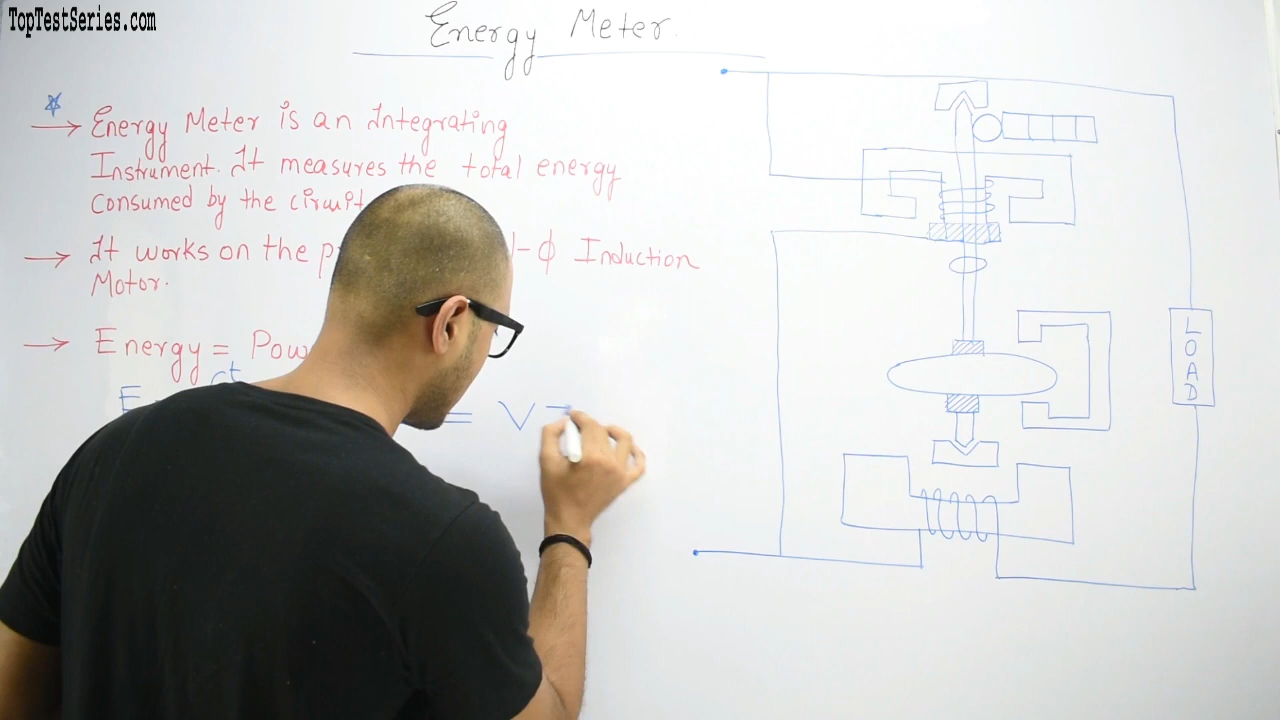 TopTestSeries.com
Energy Meter.
Energy Meter is an Integrating
Instrument. It measures the total energy
consumed by the circuit
It works on the 1-ϕ Induction
Motor.
Energy = Pow
E t
= V
LOAD